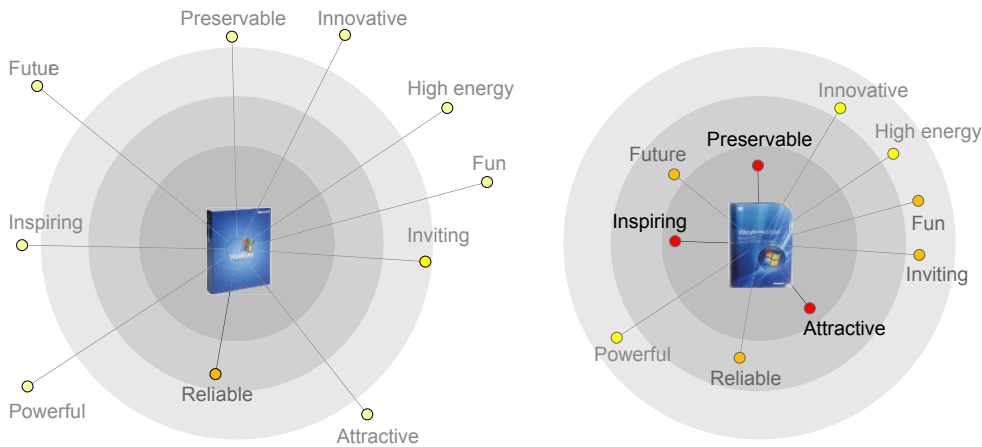 Preservable
Innovative
Future
High energy
Fun
Inspiring
Inviting
Reliable
Powerful
Attractive
Innovative
High energy
Preservable
Future
Inspiring
Fun
Inviting
Attractive
Powerful
Reliable